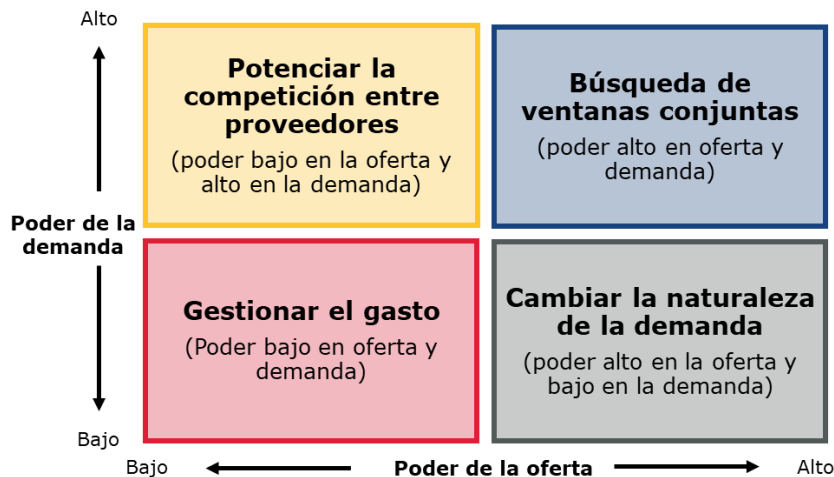 Alto
Potenciar la
competición entre
proveedores
(poder bajo en la oferta y
alto en la demanda)
Búsqueda de
ventanas conjuntas
(poder alto en oferta y
demanda)
Poder de la
demanda
Gestionar el gasto
(Poder bajo en oferta y
demanda)
Cambiar la naturaleza
de la demanda
(poder alto en la oferta y
bajo en la demanda)
Bajo
Bajo
Poder de la oferta
Alto